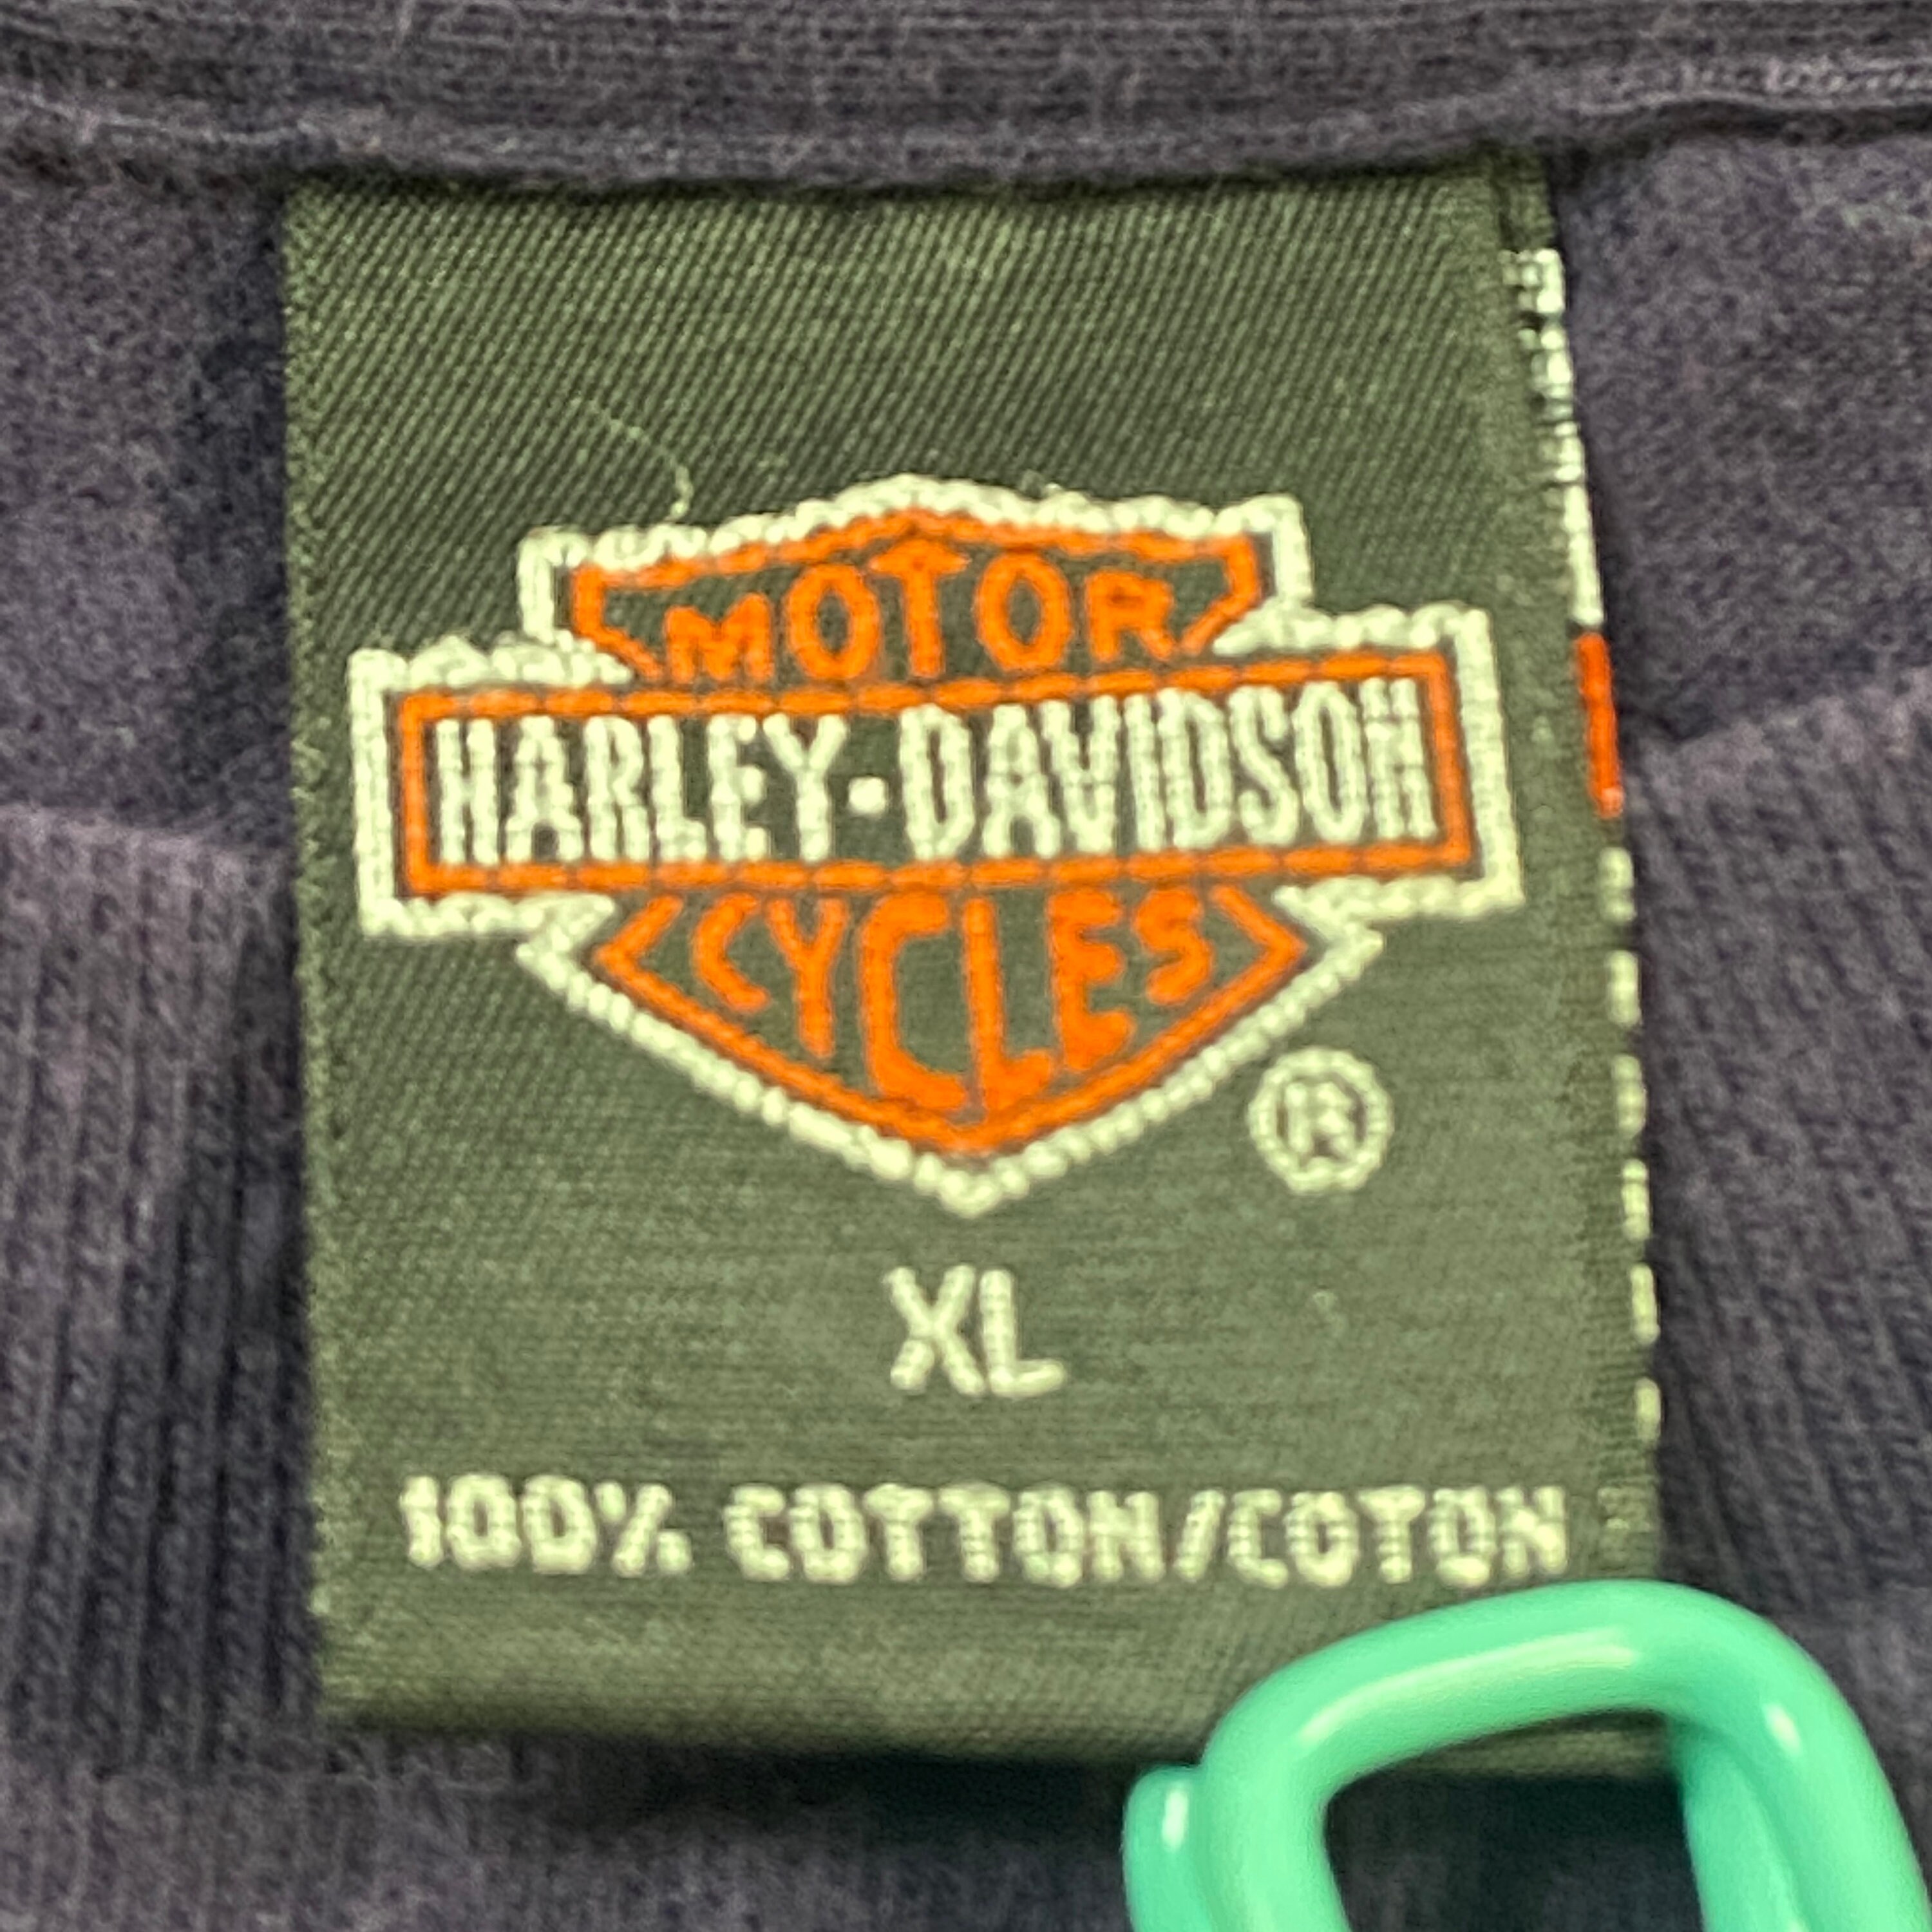 MOTOR
HARLEY-DAVIDSON
CYCLES
®
XL
100% COTTON/COTON